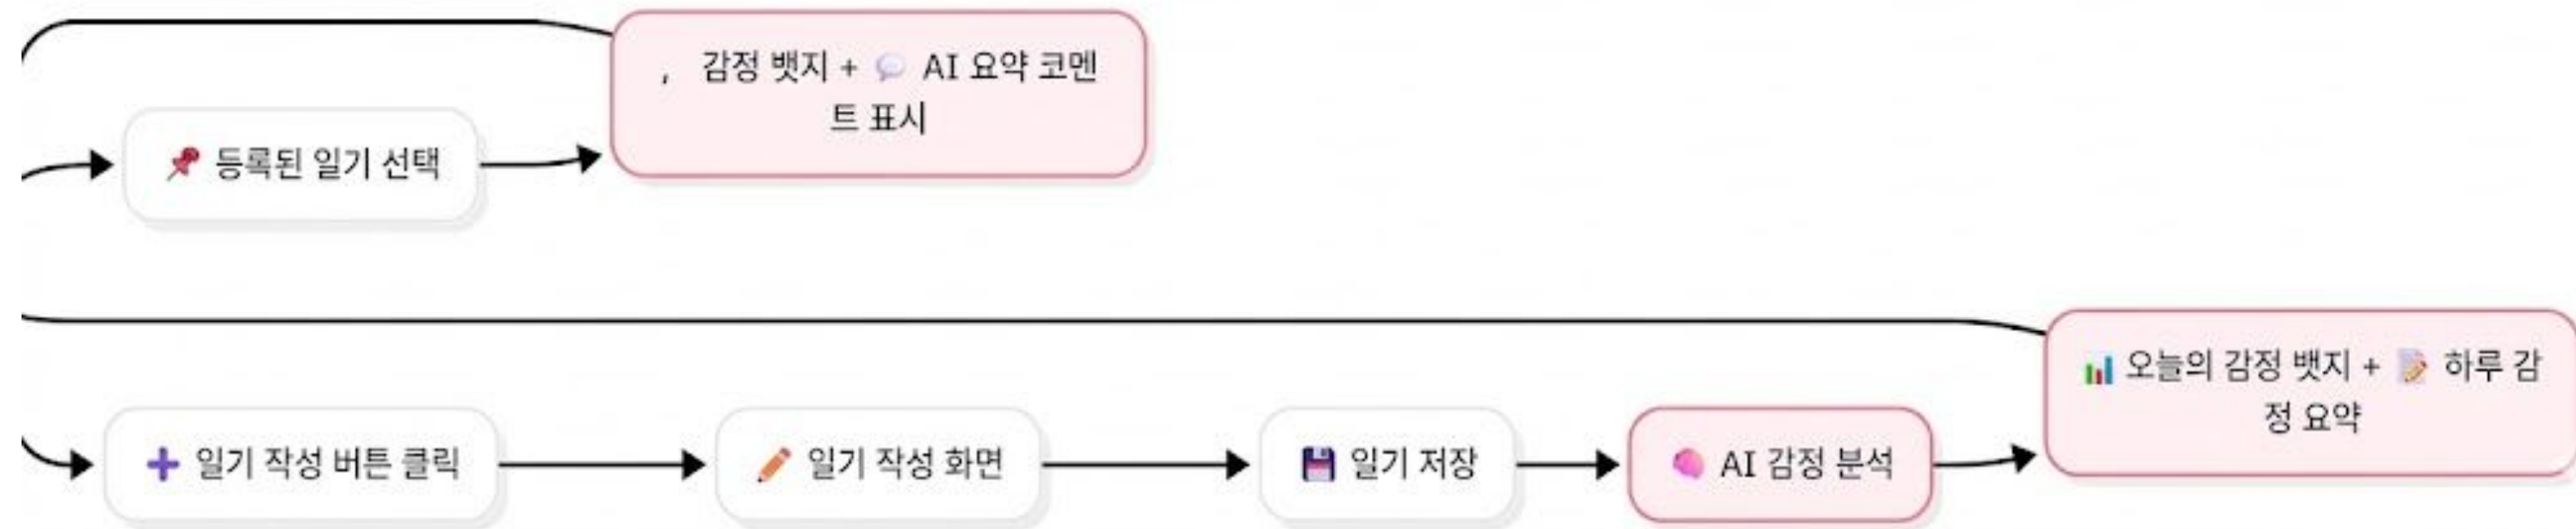 , 감정 뱃지 + 💬 AI 요약 코멘
트 표시
📌 등록된 일기 선택
📊 오늘의 감정 뱃지 + 📝 하루 감
정 요약
➕ 일기 작성 버튼 클릭
✏️ 일기 작성 화면
💾 일기 저장
🧠 AI 감정 분석